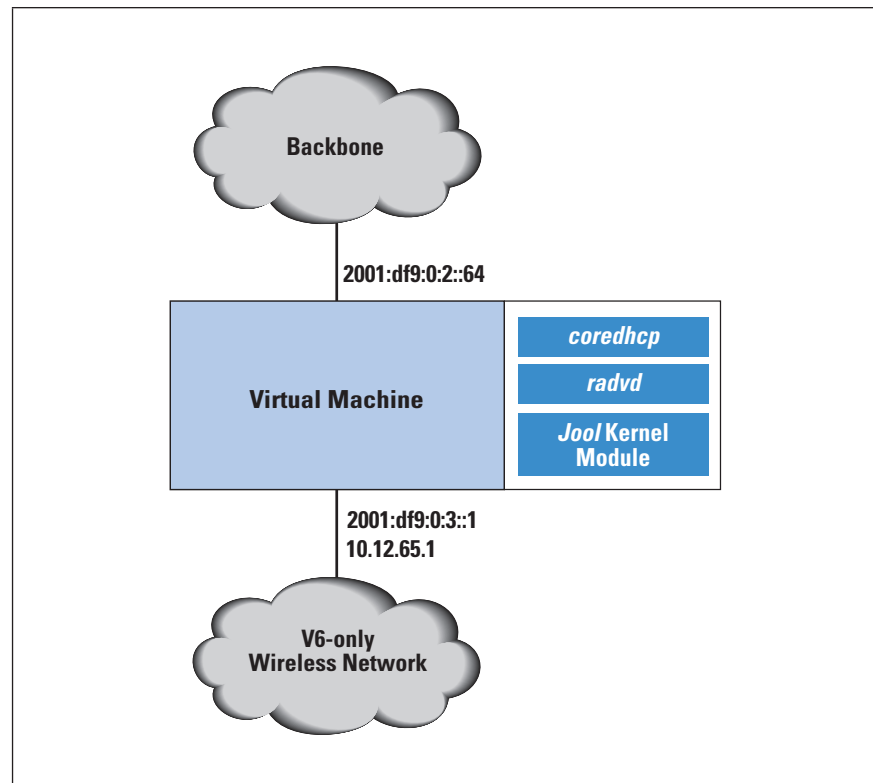 Backbone
2001:df9:0:2::64
Virtual Machine
coredhcp
radvd
Jool Kernel
Module
2001:df9:0:3::1
10.12.65.1
V6-only
Wireless Network